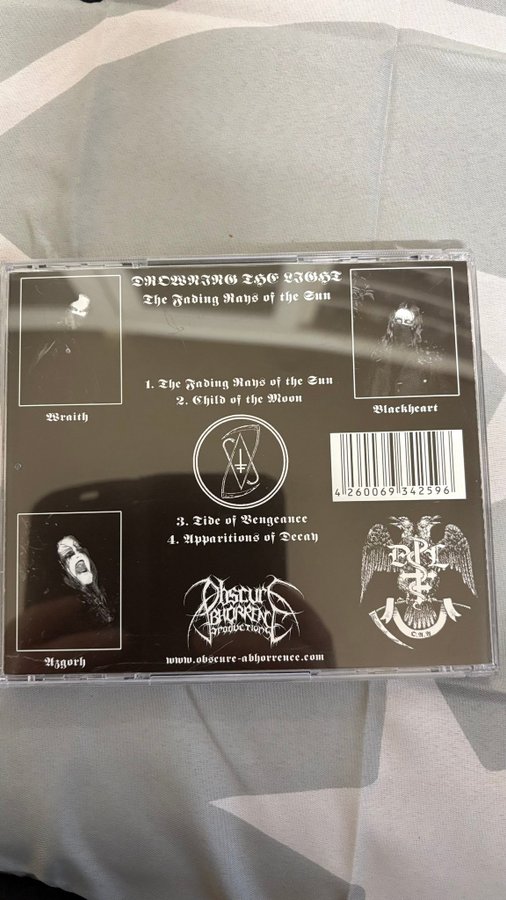 DROWNING THE LIGHT
The Fading Rays of the Sun
Wraith
Blackheart
1. The Fading Rays of the Sun
2. Child of the Moon
4 260069 342596
3. Tide of Vengeance
4. Apparitions of Decay
Azgorh
Obscure
Abhorrence
Productions
www.obscure-abhorrence.com
DTL